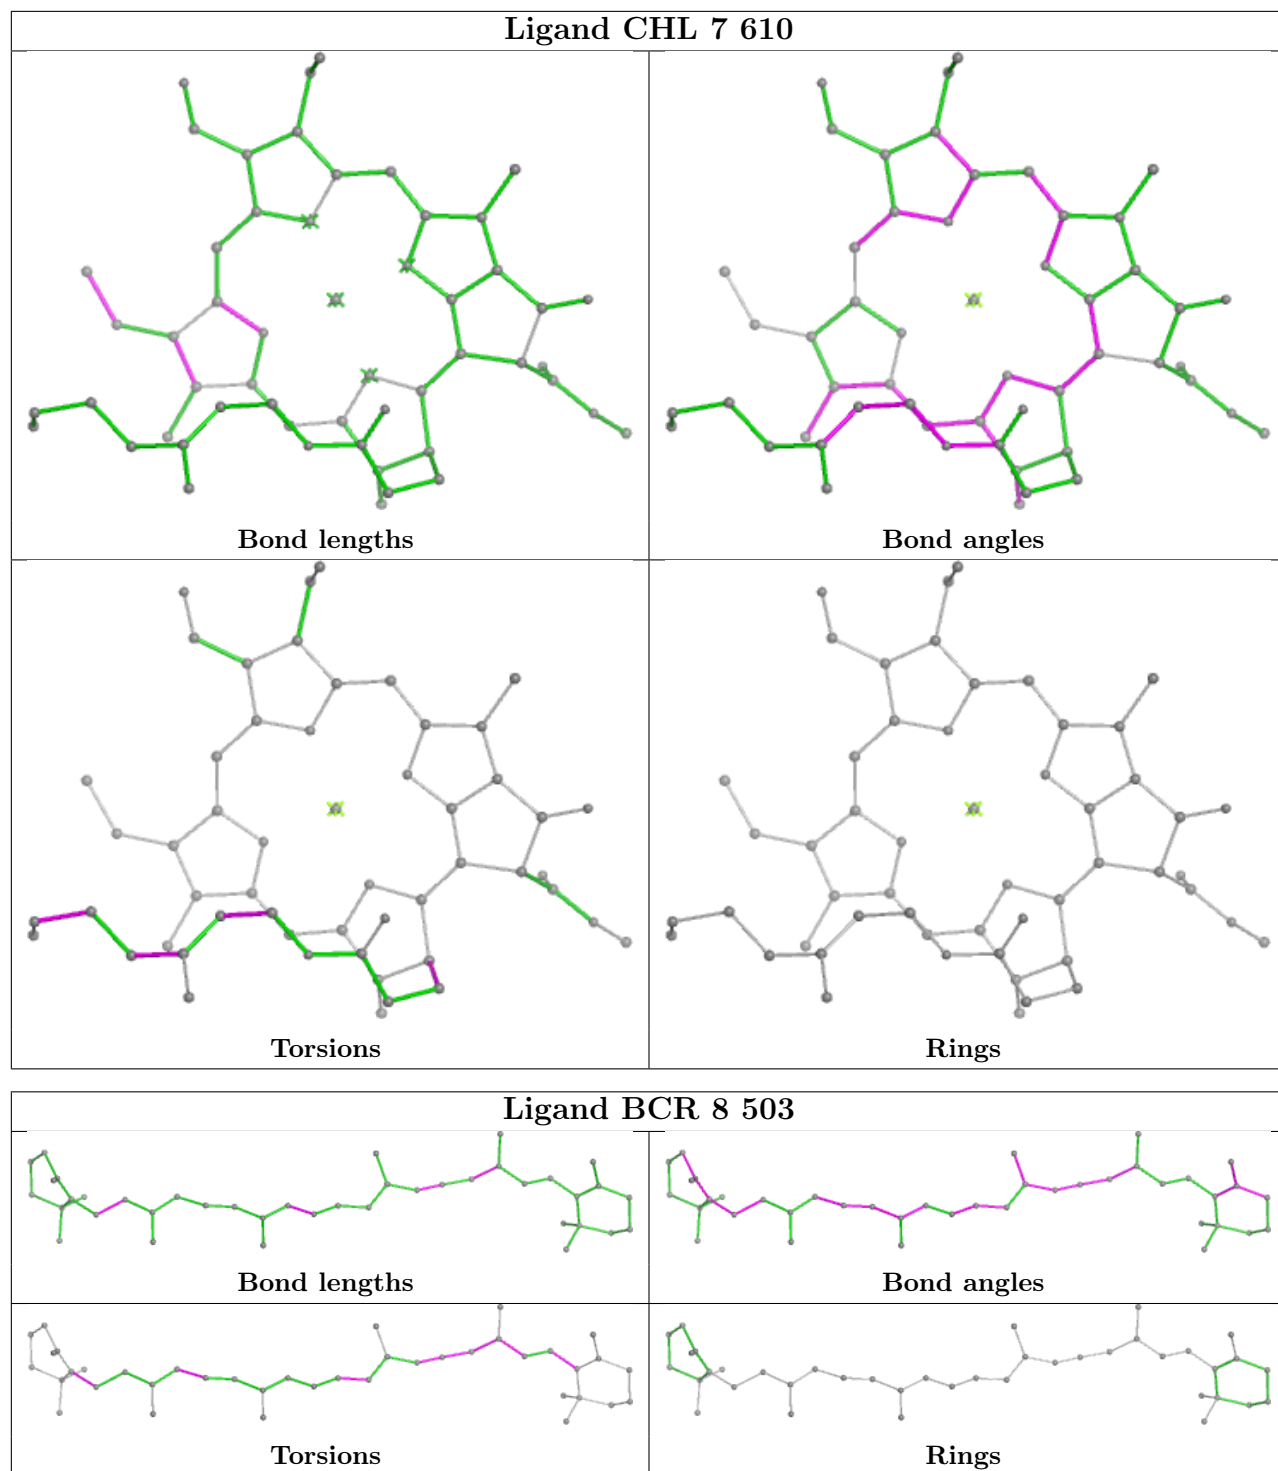 Ligand CHL 7 610
Bond lengths
Bond angles
Torsions
Rings
Ligand BCR 8 503
Bond lengths
Bond angles
Torsions
Rings